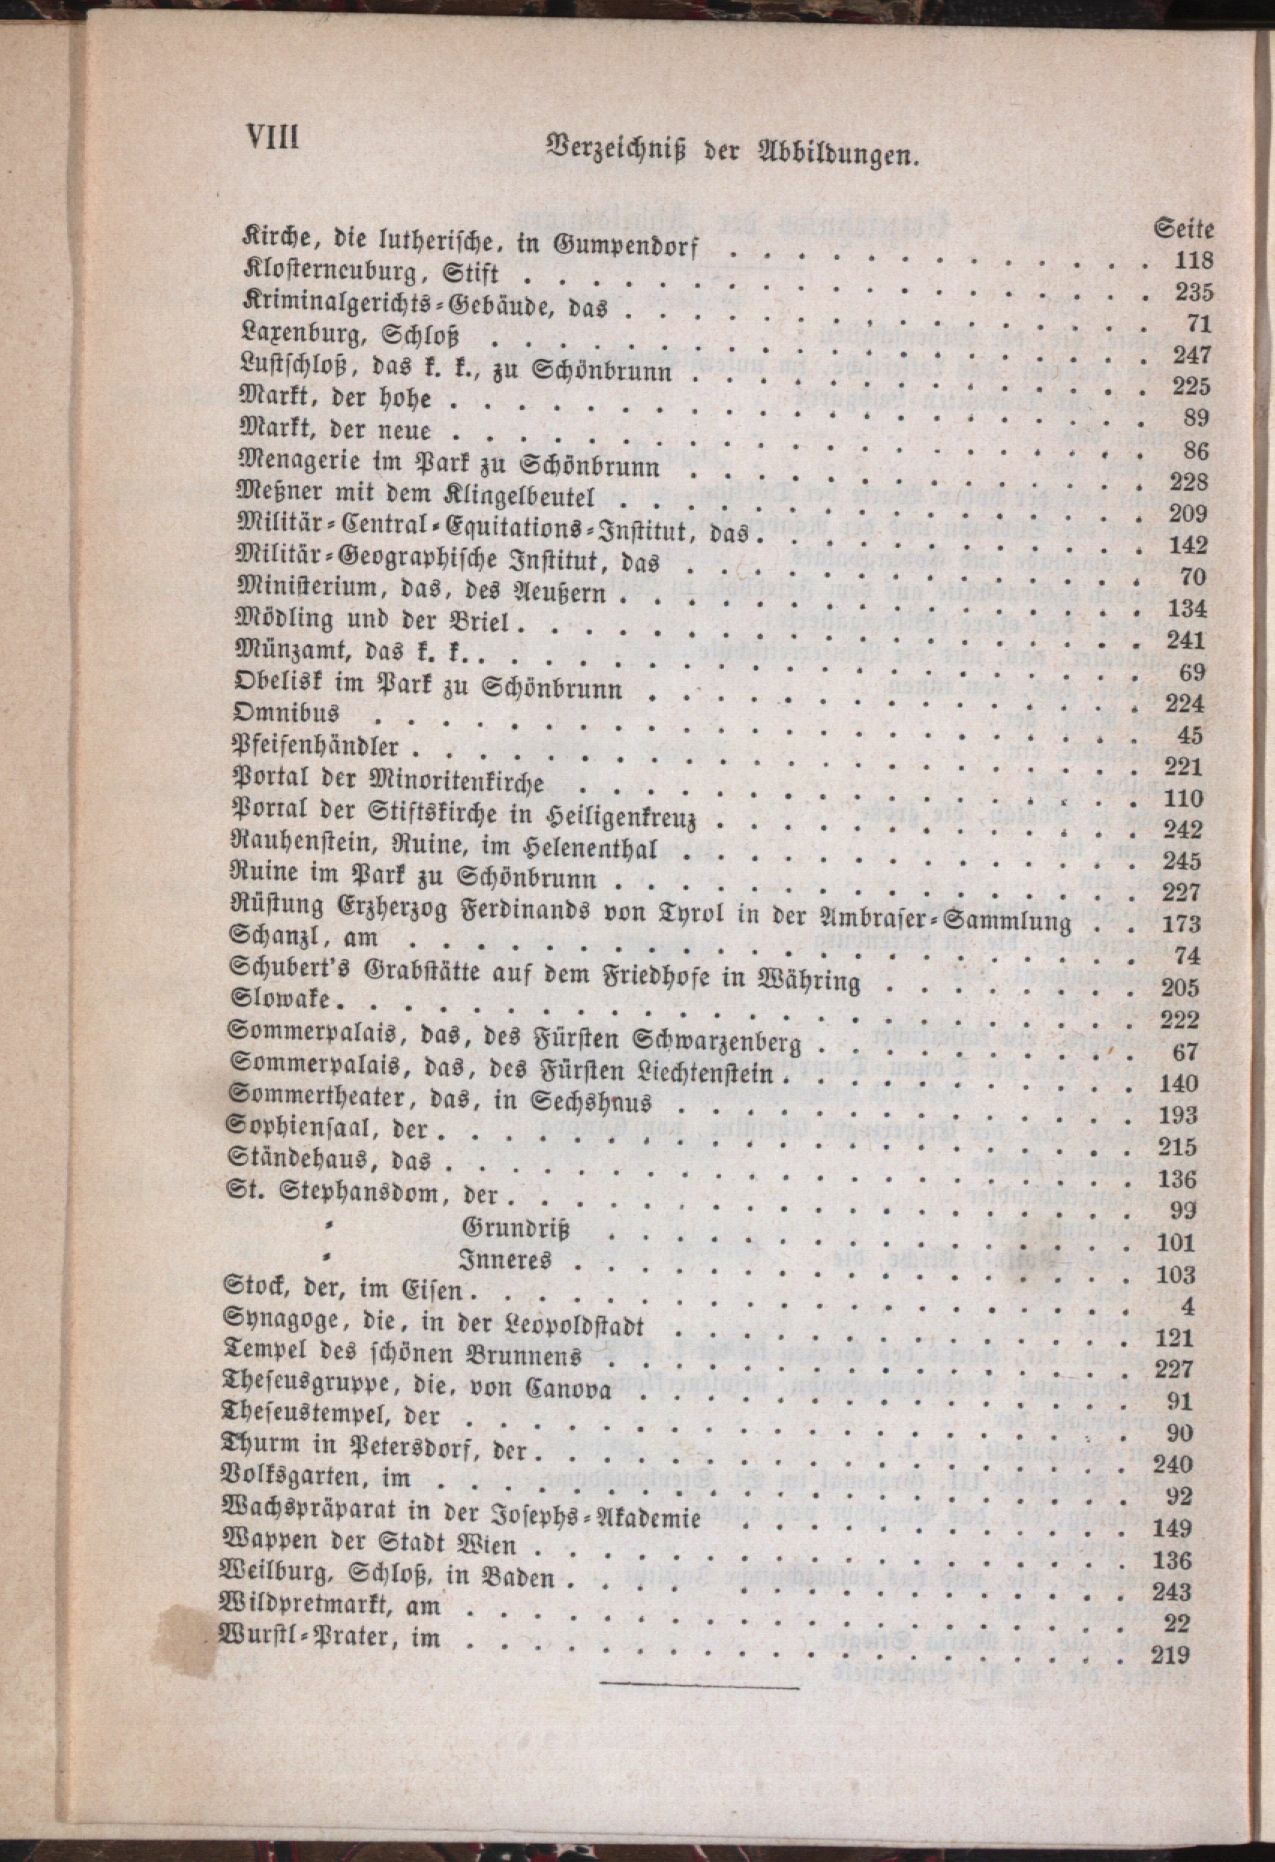 VIII
Verzeichniß der Abbildungen.
Seite
Kirche, die lutherische, in Gumpendorf . . . . . . . . . . . . . 118
Klosterneuburg, Stift . . . . . . . . . . . . . . . . . . . 235
Kriminalgerichts-Gebäude, das . . . . . . . . . . . . . . . . 71
Laxenburg, Schloß . . . . . . . . . . . . . . . . . . . . 247
Lustschloß, das k. k., zu Schönbrunn . . . . . . . . . . . . . . 225
Markt, der hohe . . . . . . . . . . . . . . . . . . . . . 89
Markt, der neue . . . . . . . . . . . . . . . . . . . . . 86
Menagerie im Park zu Schönbrunn . . . . . . . . . . . . . . 228
Meßner mit dem Klingelbeutel . . . . . . . . . . . . . . . . 209
Militär-Central-Equitations-Institut, das . . . . . . . . . . . . 142
Militär-Geographische Institut, das . . . . . . . . . . . . . . 70
Ministerium, das, des Aeußern . . . . . . . . . . . . . . . . 134
Mödling und der Briel . . . . . . . . . . . . . . . . . . . 241
Münzamt, das k. k. . . . . . . . . . . . . . . . . . . . . 69
Obelisk im Park zu Schönbrunn . . . . . . . . . . . . . . . 224
Omnibus . . . . . . . . . . . . . . . . . . . . . . . 45
Pfeifenhändler . . . . . . . . . . . . . . . . . . . . . . 221
Portal der Minoritenkirche . . . . . . . . . . . . . . . . . 110
Portal der Stiftskirche in Heiligenkreuz . . . . . . . . . . . . . 242
Rauhenstein, Ruine, im Helenenthal . . . . . . . . . . . . . . 245
Ruine im Park zu Schönbrunn . . . . . . . . . . . . . . . . 227
Rüstung Erzherzog Ferdinands von Tyrol in der Ambraser-Sammlung . . 173
Schanzl, am . . . . . . . . . . . . . . . . . . . . . . 74
Schubert's Grabstätte auf dem Friedhofe in Währing . . . . . . . . 205
Slowake . . . . . . . . . . . . . . . . . . . . . . . . 222
Sommerpalais, das, des Fürsten Schwarzenberg . . . . . . . . . . 67
Sommerpalais, das, des Fürsten Liechtenstein . . . . . . . . . . . 140
Sommertheater, das, in Sechshaus . . . . . . . . . . . . . . 193
Sophiensaal, der . . . . . . . . . . . . . . . . . . . . . 215
Ständehaus, das . . . . . . . . . . . . . . . . . . . . . 136
St. Stephansdom, der . . . . . . . . . . . . . . . . . . . 99
" Grundriß . . . . . . . . . . . . . . . . 101
" Inneres . . . . . . . . . . . . . . . . . 103
Stock, der, im Eisen . . . . . . . . . . . . . . . . . . . . 4
Synagoge, die, in der Leopoldstadt . . . . . . . . . . . . . . 121
Tempel des schönen Brunnens . . . . . . . . . . . . . . . . 227
Theseusgruppe, die, von Canova . . . . . . . . . . . . . . . 91
Theseustempel, der . . . . . . . . . . . . . . . . . . . . 90
Thurm in Petersdorf, der . . . . . . . . . . . . . . . . . . 240
Volksgarten, im . . . . . . . . . . . . . . . . . . . . . 92
Wachspräparat in der Josephs-Akademie . . . . . . . . . . . . 149
Wappen der Stadt Wien . . . . . . . . . . . . . . . . . . 136
Weilburg, Schloß, in Baden . . . . . . . . . . . . . . . . . 243
Wildpretmarkt, am . . . . . . . . . . . . . . . . . . . . 22
Wurstl-Prater, im . . . . . . . . . . . . . . . . . . . . 219